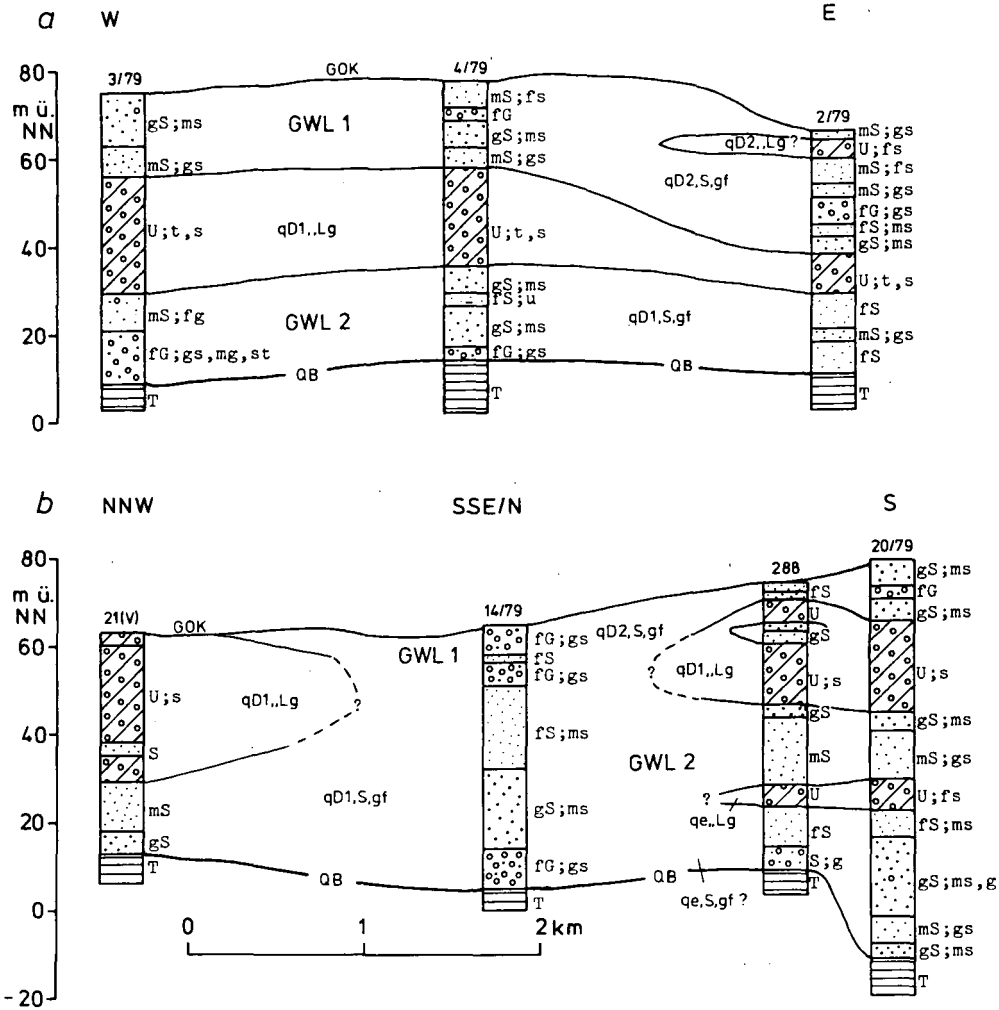 a W E
80
m ü.
NN
60
40
20
0
3/79
GOK
4/79
2/79
gS;ms
mS;gs
U;t,s
mS;fg
fG;gs,mg,st
T
GWL 1
qD1,,Lg
GWL 2
QB
mS;fs
fG
gS;ms
mS;gs
U;t,s
gS;ms
fS;u
gS;ms
fG;gs
qD2,,Lg ?
qD2,S,gf
qD1,S,gf
QB
mS;gs
U;fs
mS;fs
mS;gs
fG;gs
fS;ms
gS;ms
U;t,s
fS
mS;gs
fS
T
b NNW SSE/N S
80
m ü.
NN
60
40
20
0
-20
21(V)
GOK
14/79
288
20/79
U;s
S
mS
gS
T
qD1,,Lg
?
qD1,S,gf
QB
GWL 1
fG;gs
fS
fG;gs
fS;ms
gS;ms
fG;gs
T
qD2,S,gf
?
qD1,,Lg
GWL 2
?
qe,,Lg
QB
qe,S,gf ?
fS
U
gS
U;s
gS
?
mS
U
fS
S;g
T
gS;ms
fG
gS;ms
U;s
gS;ms
mS;gs
U;fs
fS;ms
gS;ms,g
mS;gs
gS;ms
T
0 1 2 km